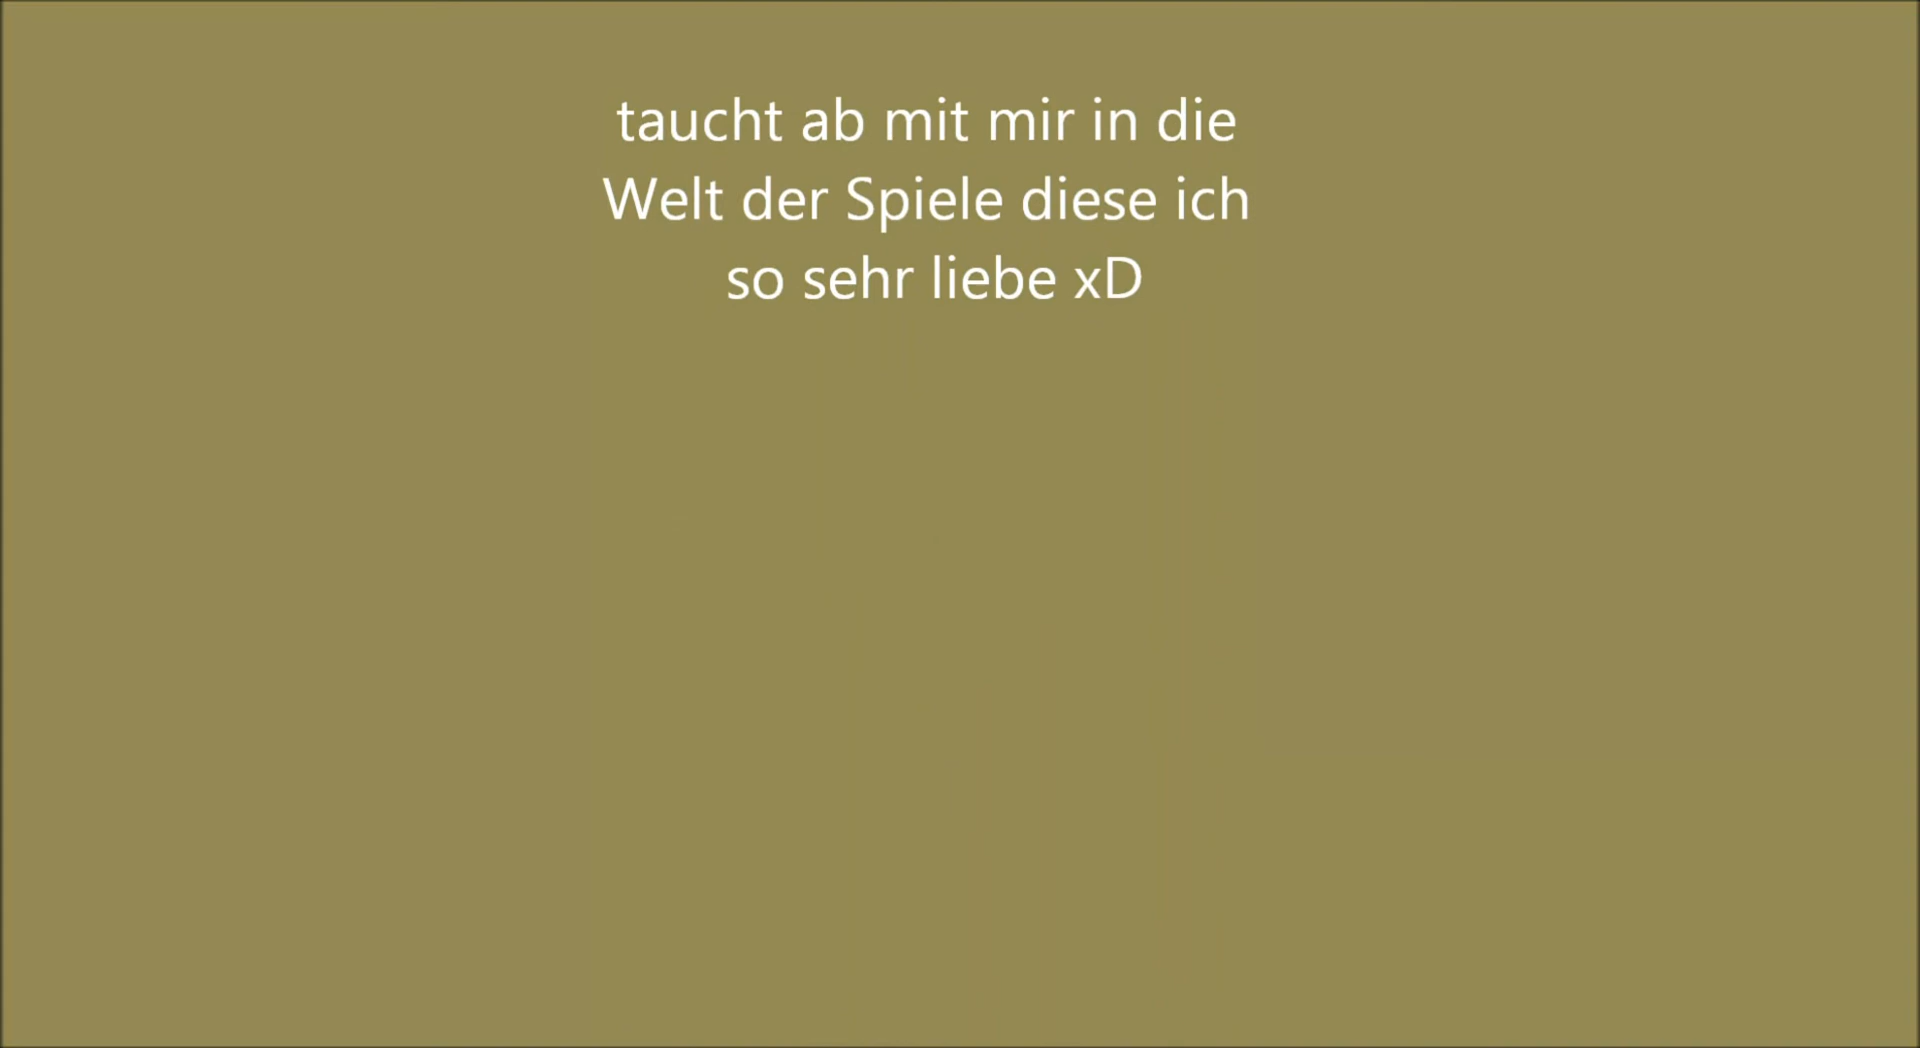 taucht ab mit mir in die
Welt der Spiele diese ich
so sehr liebe xD